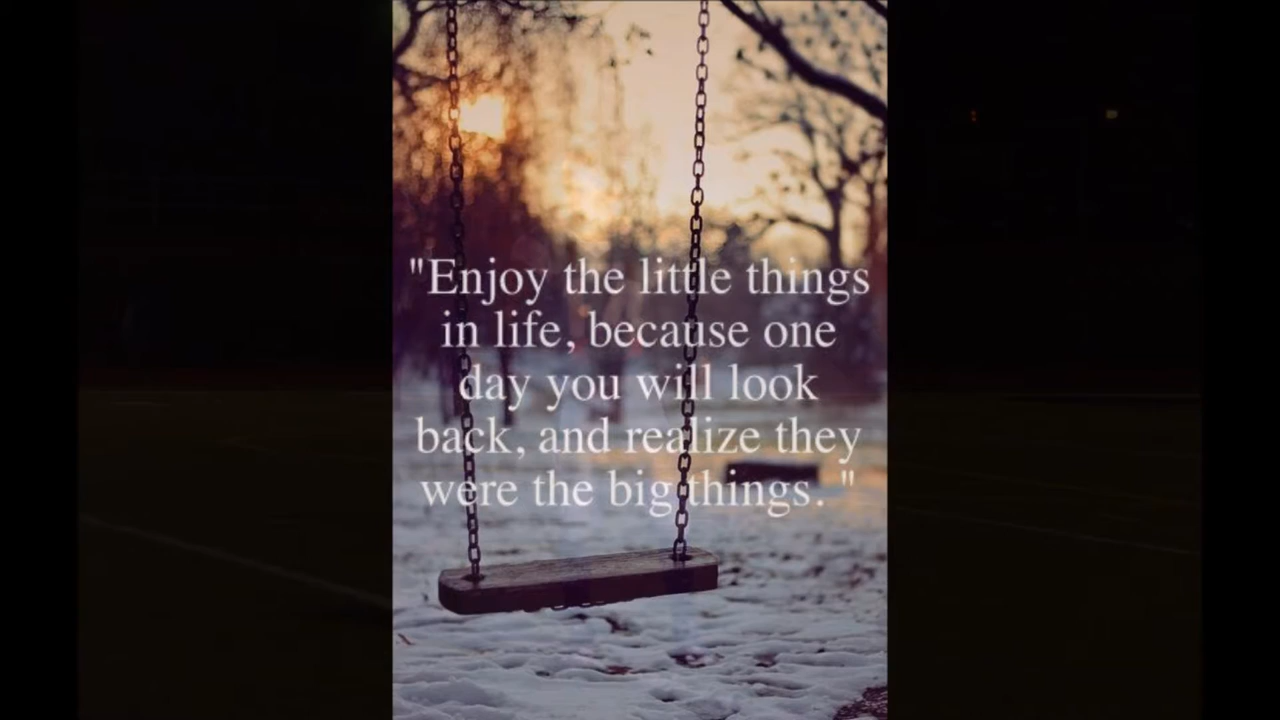 "Enjoy the little things
in life, because one
day you will look
back, and realize they
were the big things. "